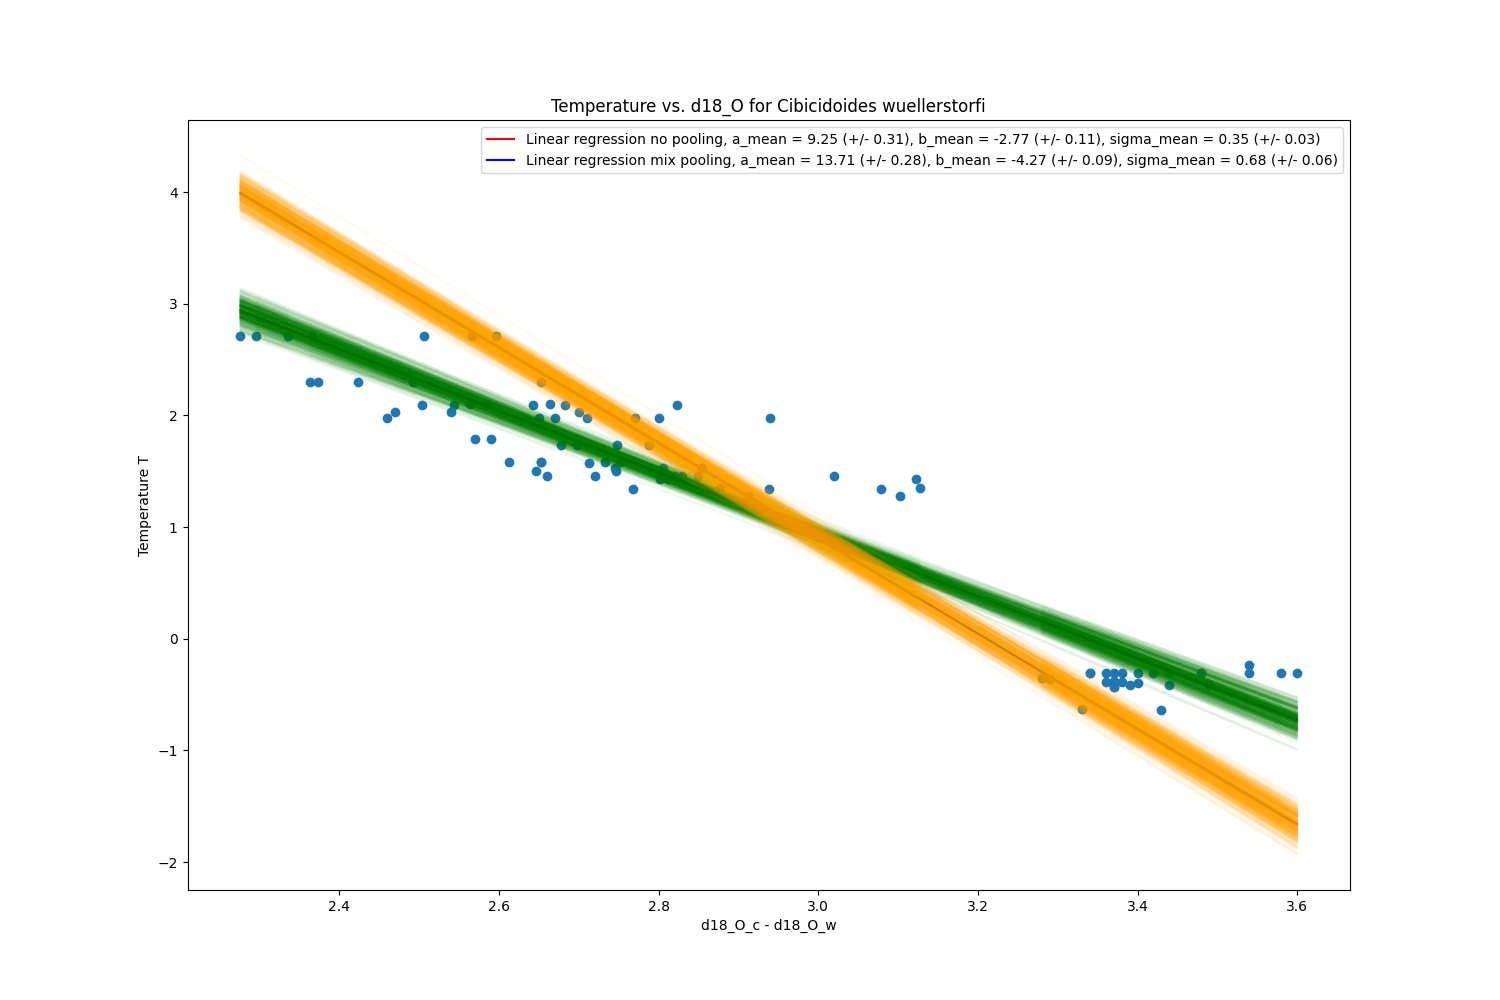 Temperature vs. d18_O for Cibicidoides wuellerstorfi
Linear regression no pooling, a_mean = 9.25 (+/- 0.31), b_mean = -2.77 (+/- 0.11), sigma_mean = 0.35 (+/- 0.03)
Linear regression mix pooling, a_mean = 13.71 (+/- 0.28), b_mean = -4.27 (+/- 0.09), sigma_mean = 0.68 (+/- 0.06)
4
3
2
1
0
−1
−2
Temperature T
2.4 2.6 2.8 3.0 3.2 3.4 3.6
d18_O_c - d18_O_w